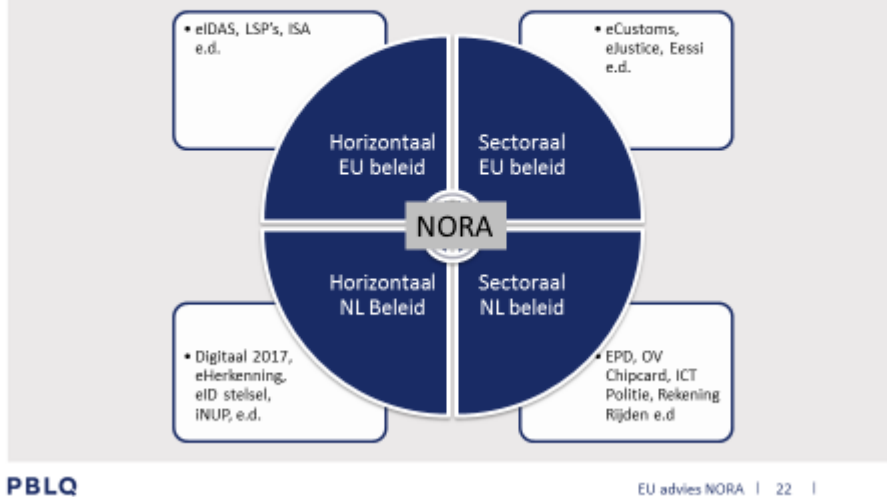 • eIDAS, LSP's, ISA
e.d.
• eCustoms,
eJustice, Eessi
e.d.
Horizontaal
EU beleid
Sectoraal
EU beleid
NORA
Horizontaal
NL Beleid
Sectoraal
NL beleid
• Digitaal 2017,
eHerkenning,
eID stelsel,
iNUP, e.d.
• EPD, OV
Chipcard, ICT
Politie, Rekening
Rijden e.d
PBLQ
EU advies NORA | 22 |